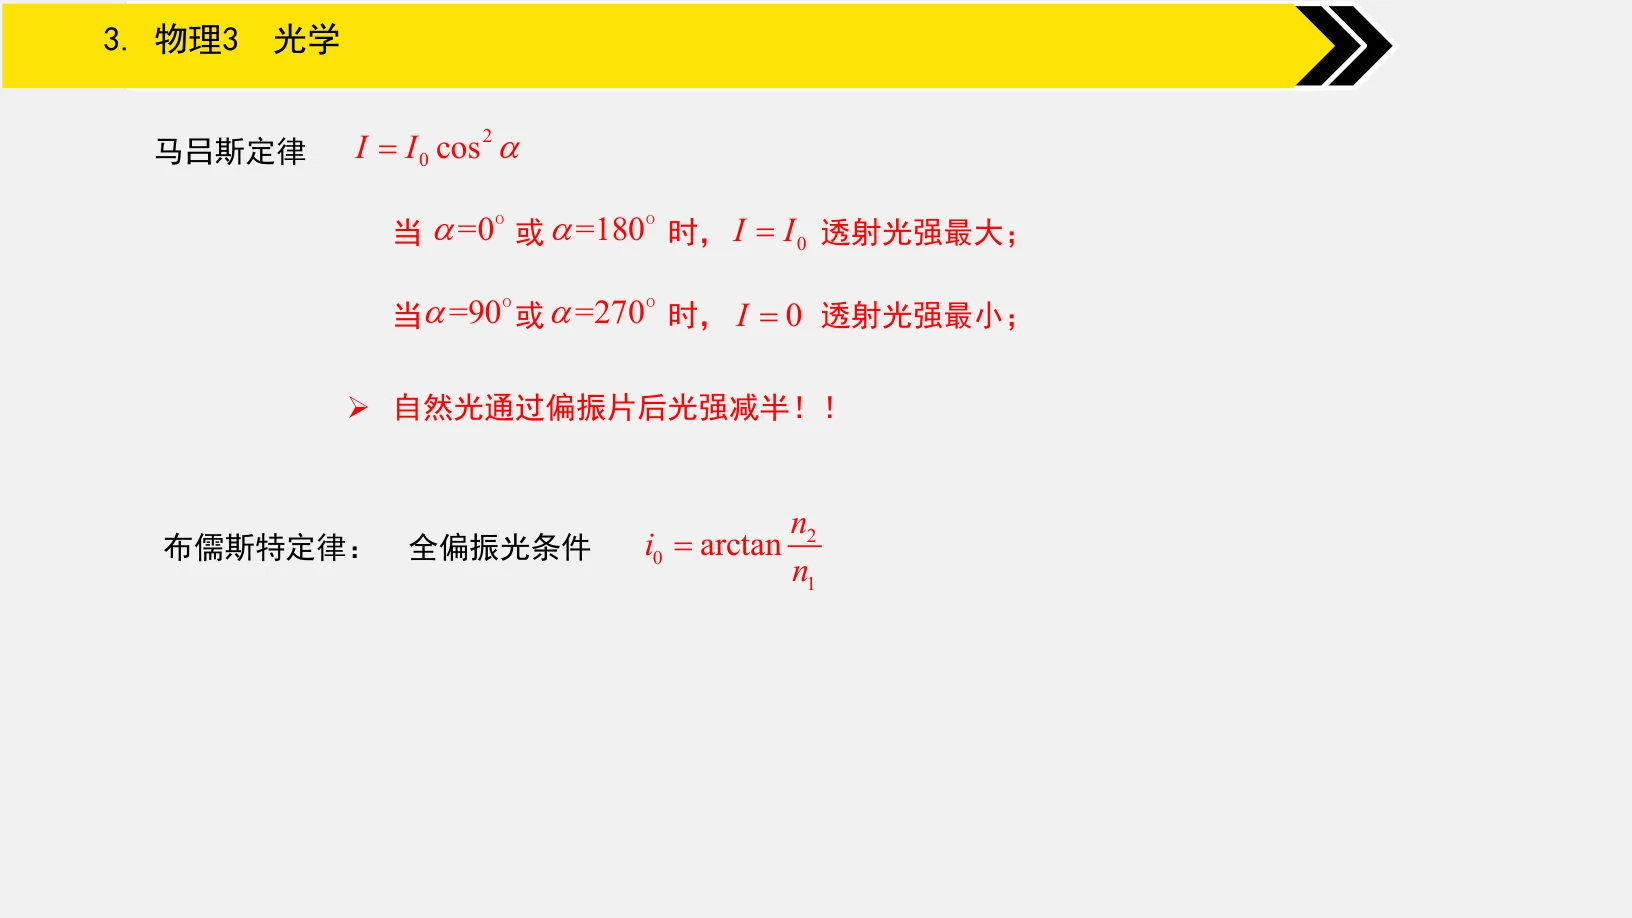 3. 物理3 光学
马吕斯定律 I = I₀ cos² α
当 α=0° 或 α=180° 时， I = I₀ 透射光强最大；
当 α=90° 或 α=270° 时， I = 0 透射光强最小；
➢ 自然光通过偏振片后光强减半！！
布儒斯特定律： 全偏振光条件 i₀ = arctan n₂/n₁